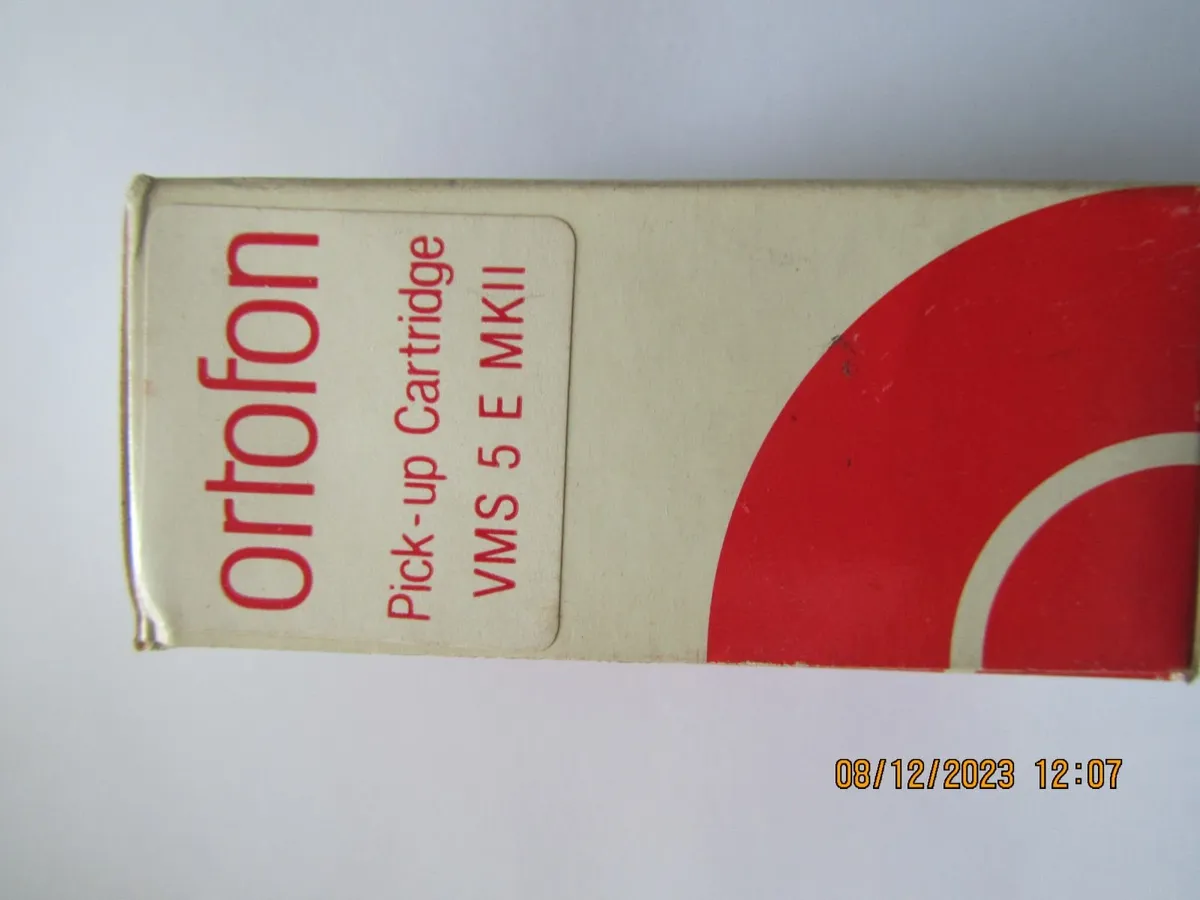 ortofon
Pick-up Cartridge
VMS 5 E MKII
08/12/2023 12:07